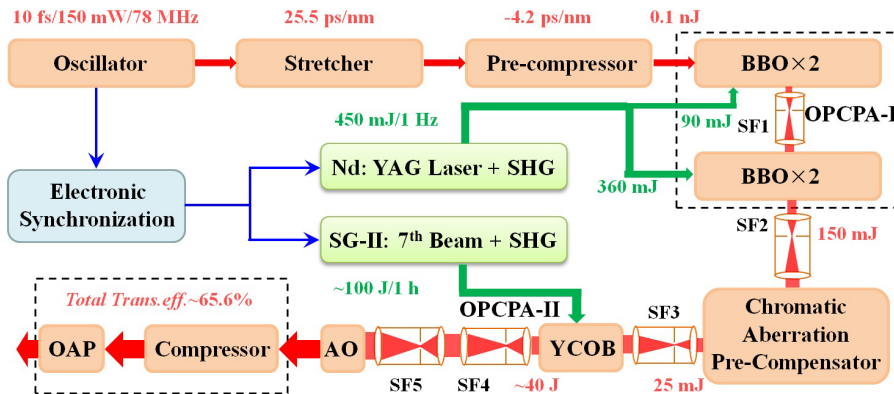 10 fs/150 mW/78 MHz
25.5 ps/nm
-4.2 ps/nm
0.1 nJ
Oscillator
Stretcher
Pre-compressor
BBO×2
450 mJ/1 Hz
90 mJ
SF1
OPCPA-I
Electronic
Synchronization
Nd: YAG Laser + SHG
360 mJ
BBO×2
SG-II: 7th Beam + SHG
SF2
150 mJ
~100 J/1 h
Total Trans.eff.~65.6%
OPCPA-II
SF3
Chromatic
Aberration
Pre-Compensator
OAP
Compressor
AO
YCOB
SF5
SF4
~40 J
25 mJ